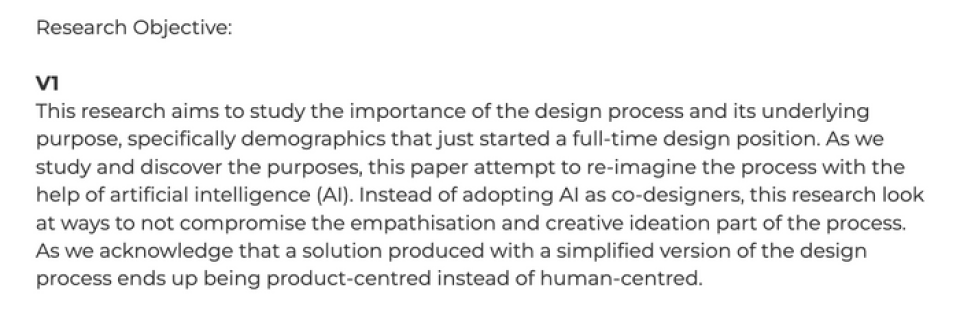 Research Objective:
V1
This research aims to study the importance of the design process and its underlying
purpose, specifically demographics that just started a full-time design position. As we
study and discover the purposes, this paper attempt to re-imagine the process with the
help of artificial intelligence (AI). Instead of adopting AI as co-designers, this research look
at ways to not compromise the empathisation and creative ideation part of the process.
As we acknowledge that a solution produced with a simplified version of the design
process ends up being product-centred instead of human-centred.